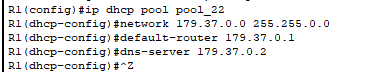 R1(config)#ip dhcp pool pool_22
R1(dhcp-config)#network 179.37.0.0 255.255.0.0
R1(dhcp-config)#default-router 179.37.0.1
R1(dhcp-config)#dns-server 179.37.0.2
R1(dhcp-config)#^Z